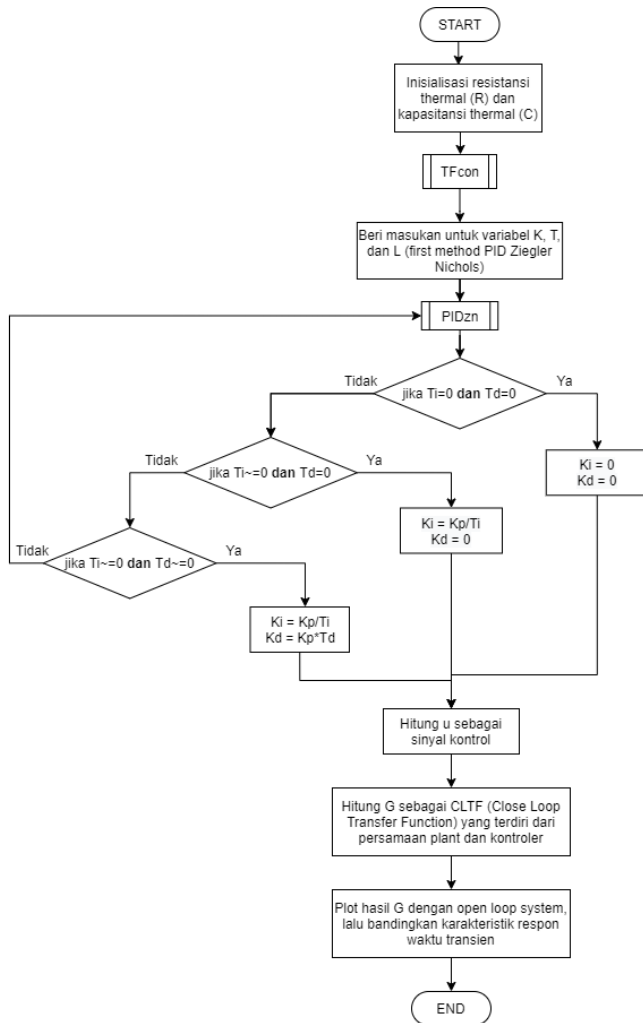 START
Inisialisasi resistansi
thermal (R) dan
kapasitansi thermal (C)
TFcon
Beri masukan untuk variabel K, T,
dan L (first method PID Ziegler
Nichols)
PIDzn
Tidak
jika Ti=0 dan Td=0
Ya
Ki = 0
Kd = 0
Tidak
jika Ti~=0 dan Td=0
Ya
Ki = Kp/Ti
Kd = 0
Tidak
jika Ti~=0 dan Td~=0
Ya
Ki = Kp/Ti
Kd = Kp*Td
Hitung u sebagai
sinyal kontrol
Hitung G sebagai CLTF (Close Loop
Transfer Function) yang terdiri dari
persamaan plant dan kontroler
Plot hasil G dengan open loop system,
lalu bandingkan karakteristik respon
waktu transien
END